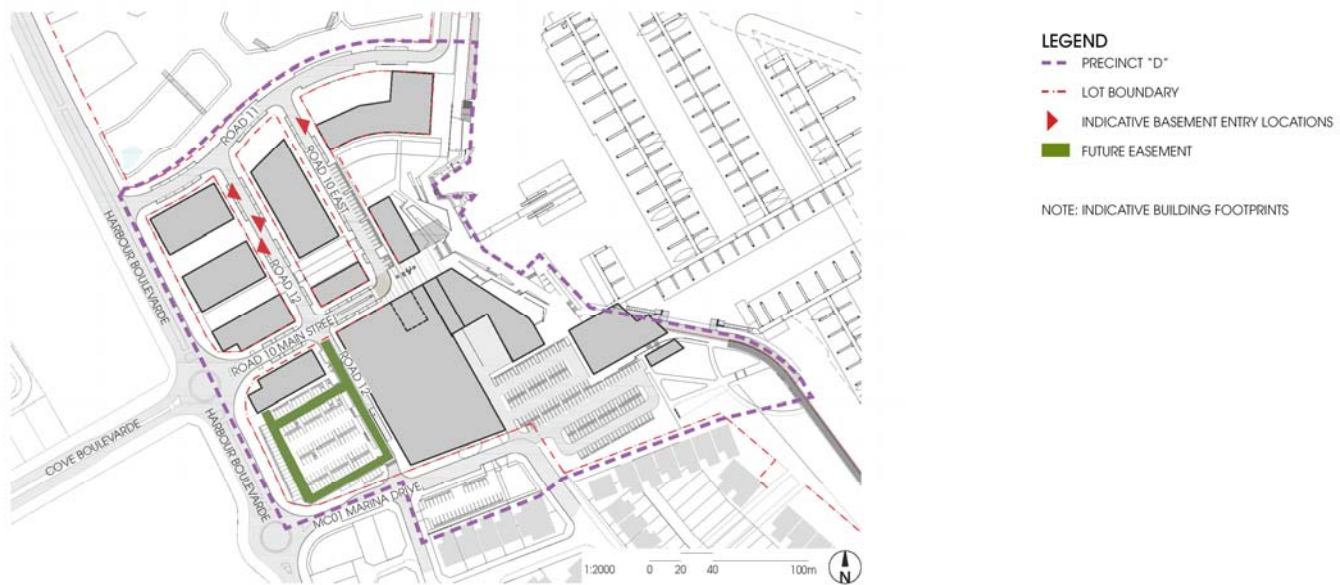 LEGEND
PRECINCT "D"
LOT BOUNDARY
INDICATIVE BASEMENT ENTRY LOCATIONS
FUTURE EASEMENT
NOTE: INDICATIVE BUILDING FOOTPRINTS
ROAD 11
ROAD 10 EAST
HARBOUR BOULEVARDE
ROAD 12
ROAD 10 MAIN STREET
ROAD 12
COVE BOULEVARDE
HARBOUR BOULEVARDE
MC01 MARINA DRIVE
1:2000 0 20 40 100m
N